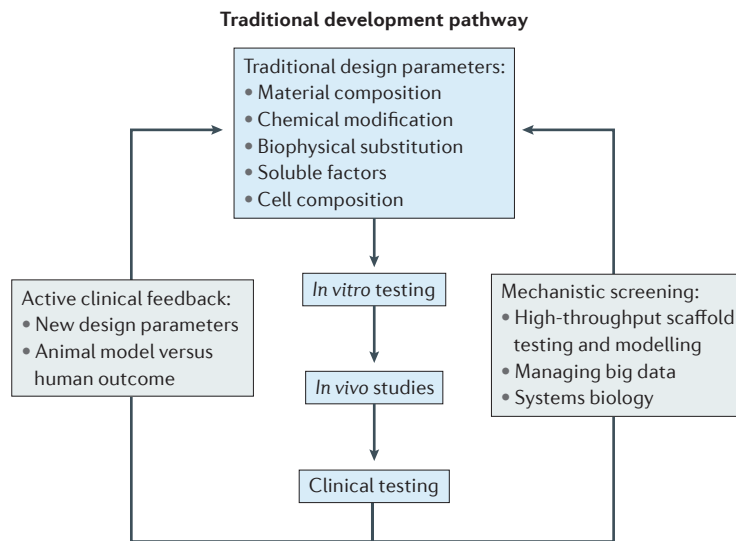 Traditional development pathway
Traditional design parameters:
• Material composition
• Chemical modification
• Biophysical substitution
• Soluble factors
• Cell composition
In vitro testing
Active clinical feedback:
• New design parameters
• Animal model versus
human outcome
Mechanistic screening:
• High-throughput scaffold
testing and modelling
• Managing big data
• Systems biology
In vivo studies
Clinical testing